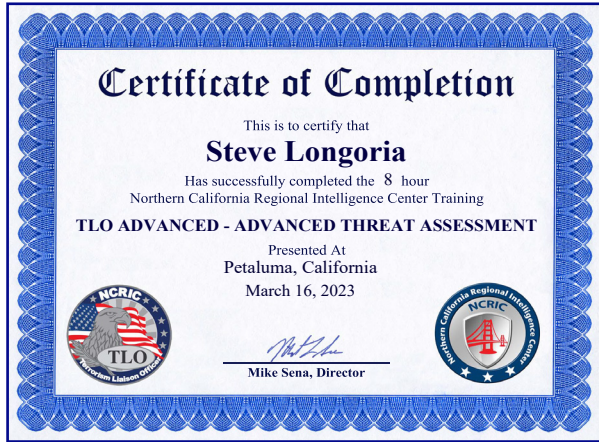 Certificate of Completion
This is to certify that
Steve Longoria
Has successfully completed the 8 hour
Northern California Regional Intelligence Center Training
TLO ADVANCED - ADVANCED THREAT ASSESSMENT
Presented At
Petaluma, California
March 16, 2023
NCRIC
TLO
Terrorism Liaison Officer
Northern California Regional Intelligence Center
NCRIC
Mike Sena, Director